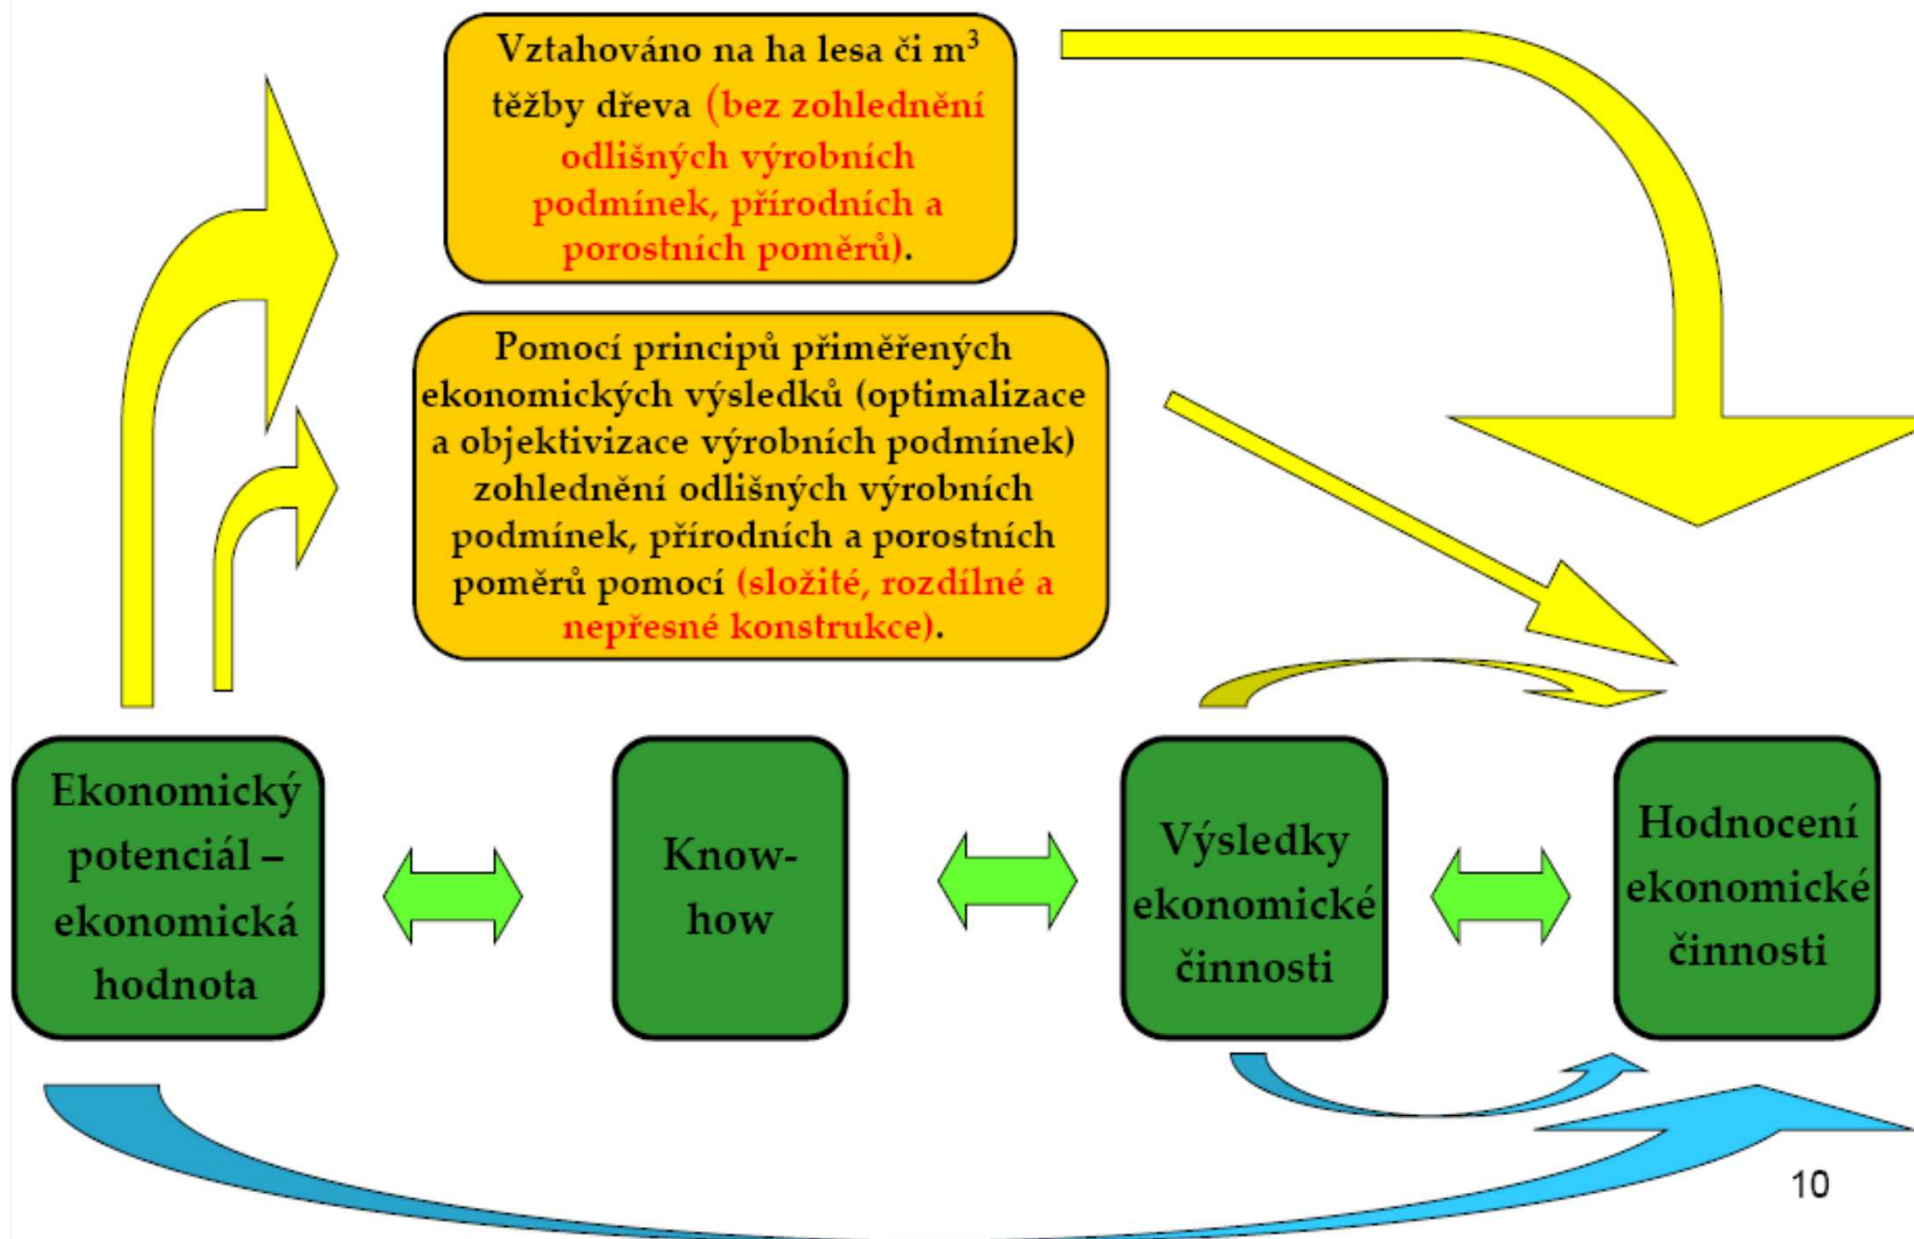 Vztahováno na ha lesa či m³
těžby dřeva (bez zohlednění
odlišných výrobních
podmínek, přírodních a
porostních poměrů).
Pomocí principů přiměřených
ekonomických výsledků (optimalizace
a objektivizace výrobních podmínek)
zohlednění odlišných výrobních
podmínek, přírodních a porostních
poměrů pomocí (složité, rozdílné a
nepřesné konstrukce).
Ekonomický
potenciál –
ekonomická
hodnota
Know-
how
Výsledky
ekonomické
činnosti
Hodnocení
ekonomické
činnosti
10